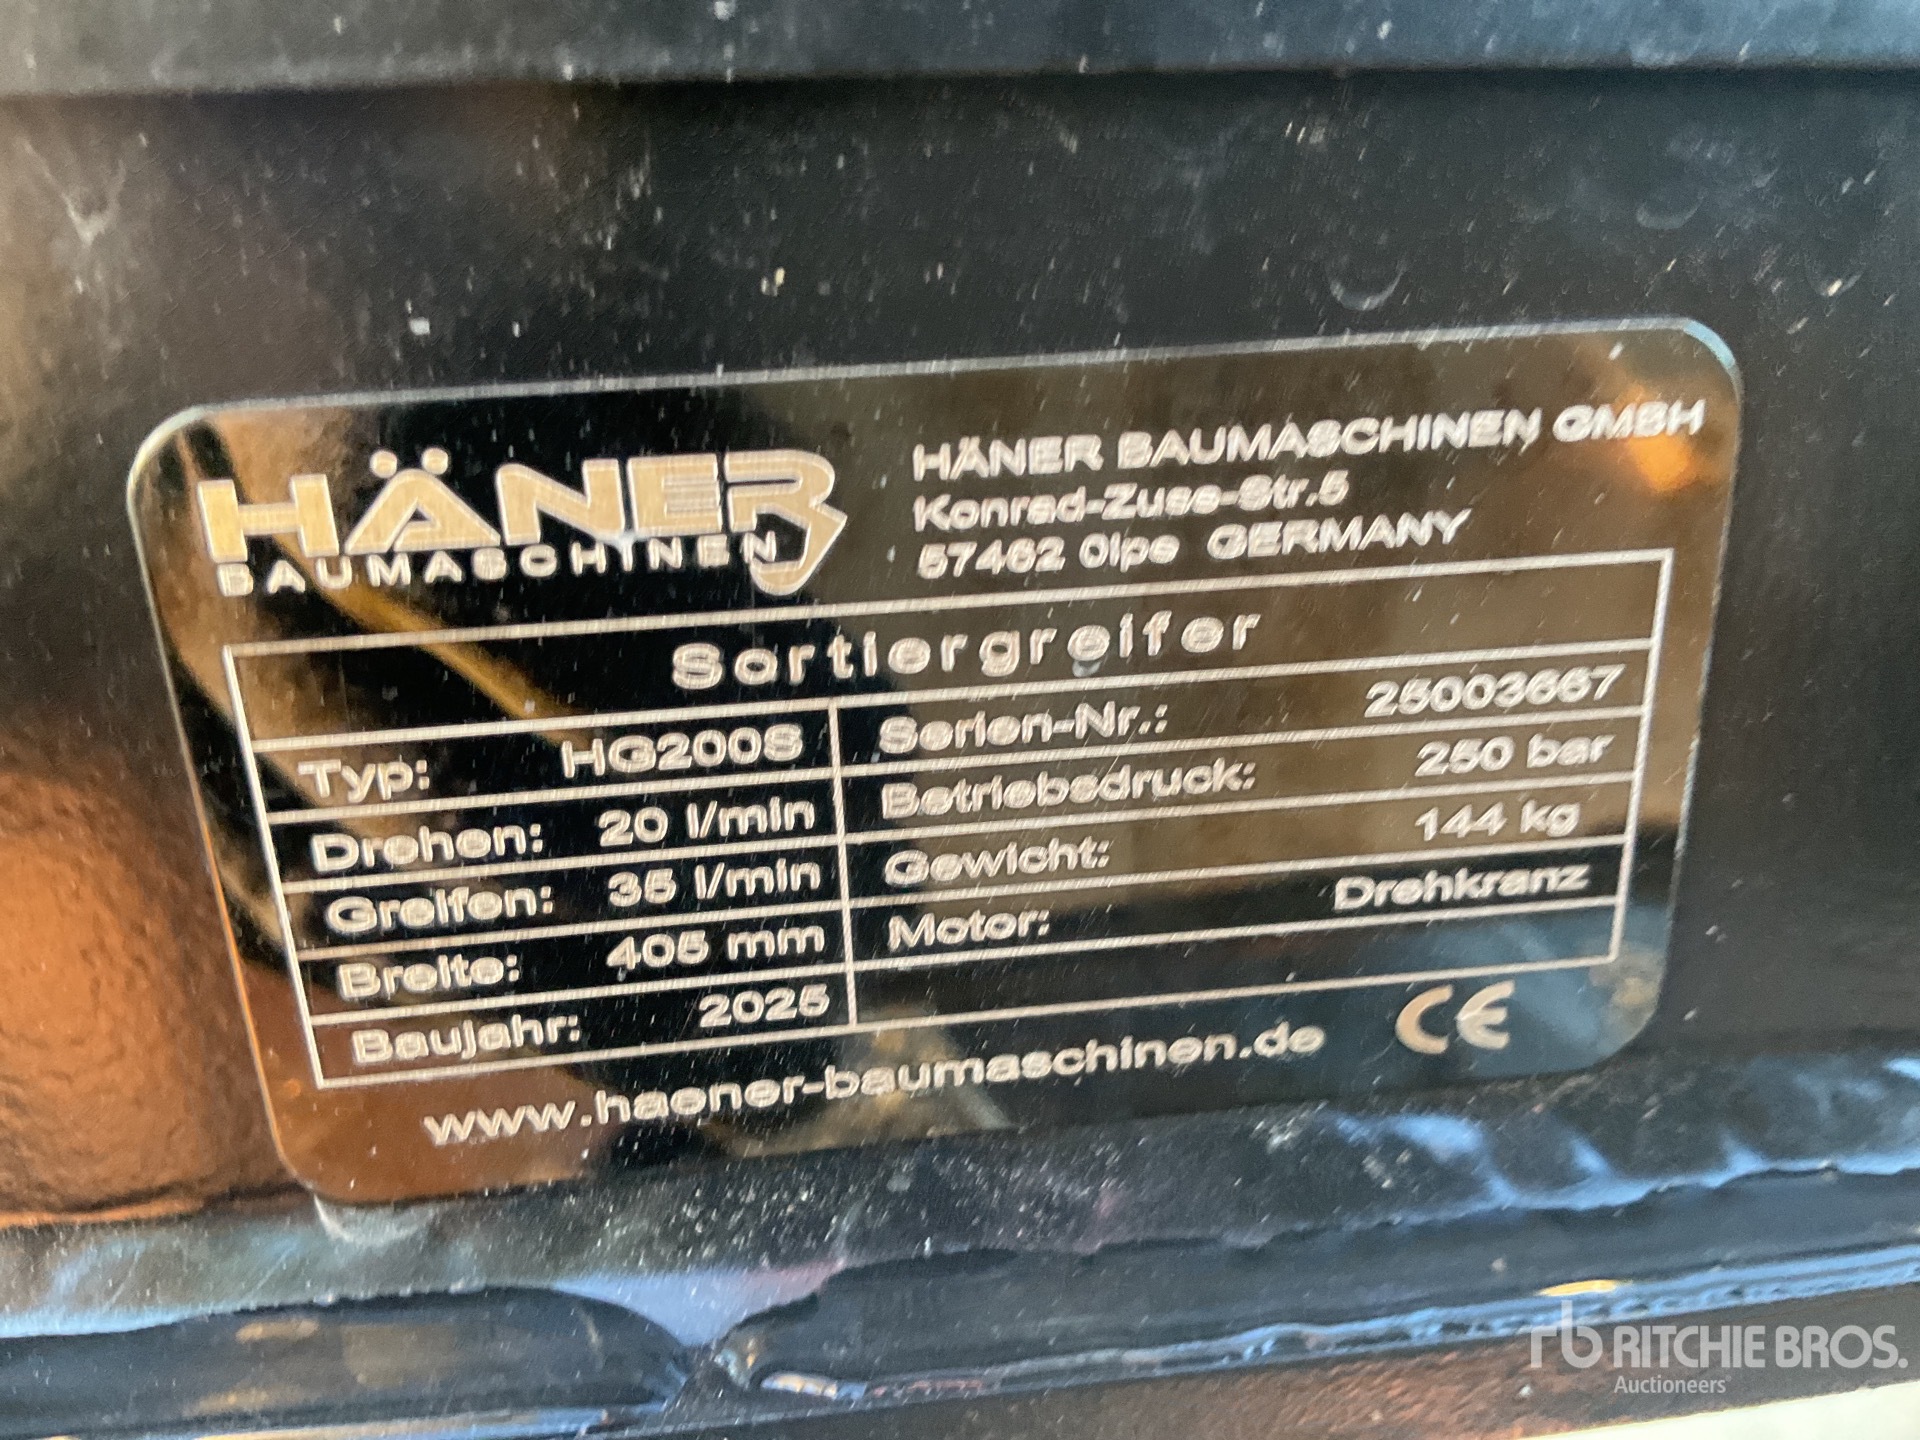 HÄNER
BAUMASCHINEN
HÄNER BAUMASCHINEN GMBH
Konrad-Zuse-Str.5
57462 Olpe GERMANY
Sortiergreifer
Typ: HG200S
Serien-Nr.: 25003667
Drehen: 20 l/min
Betriebsdruck: 250 bar
Greifen: 35 l/min
Gewicht: 144 kg
Breite: 405 mm
Motor: Drehkranz
Baujahr: 2025
www.haener-baumaschinen.de
CE
rb RITCHIE BROS.
Auctioneers